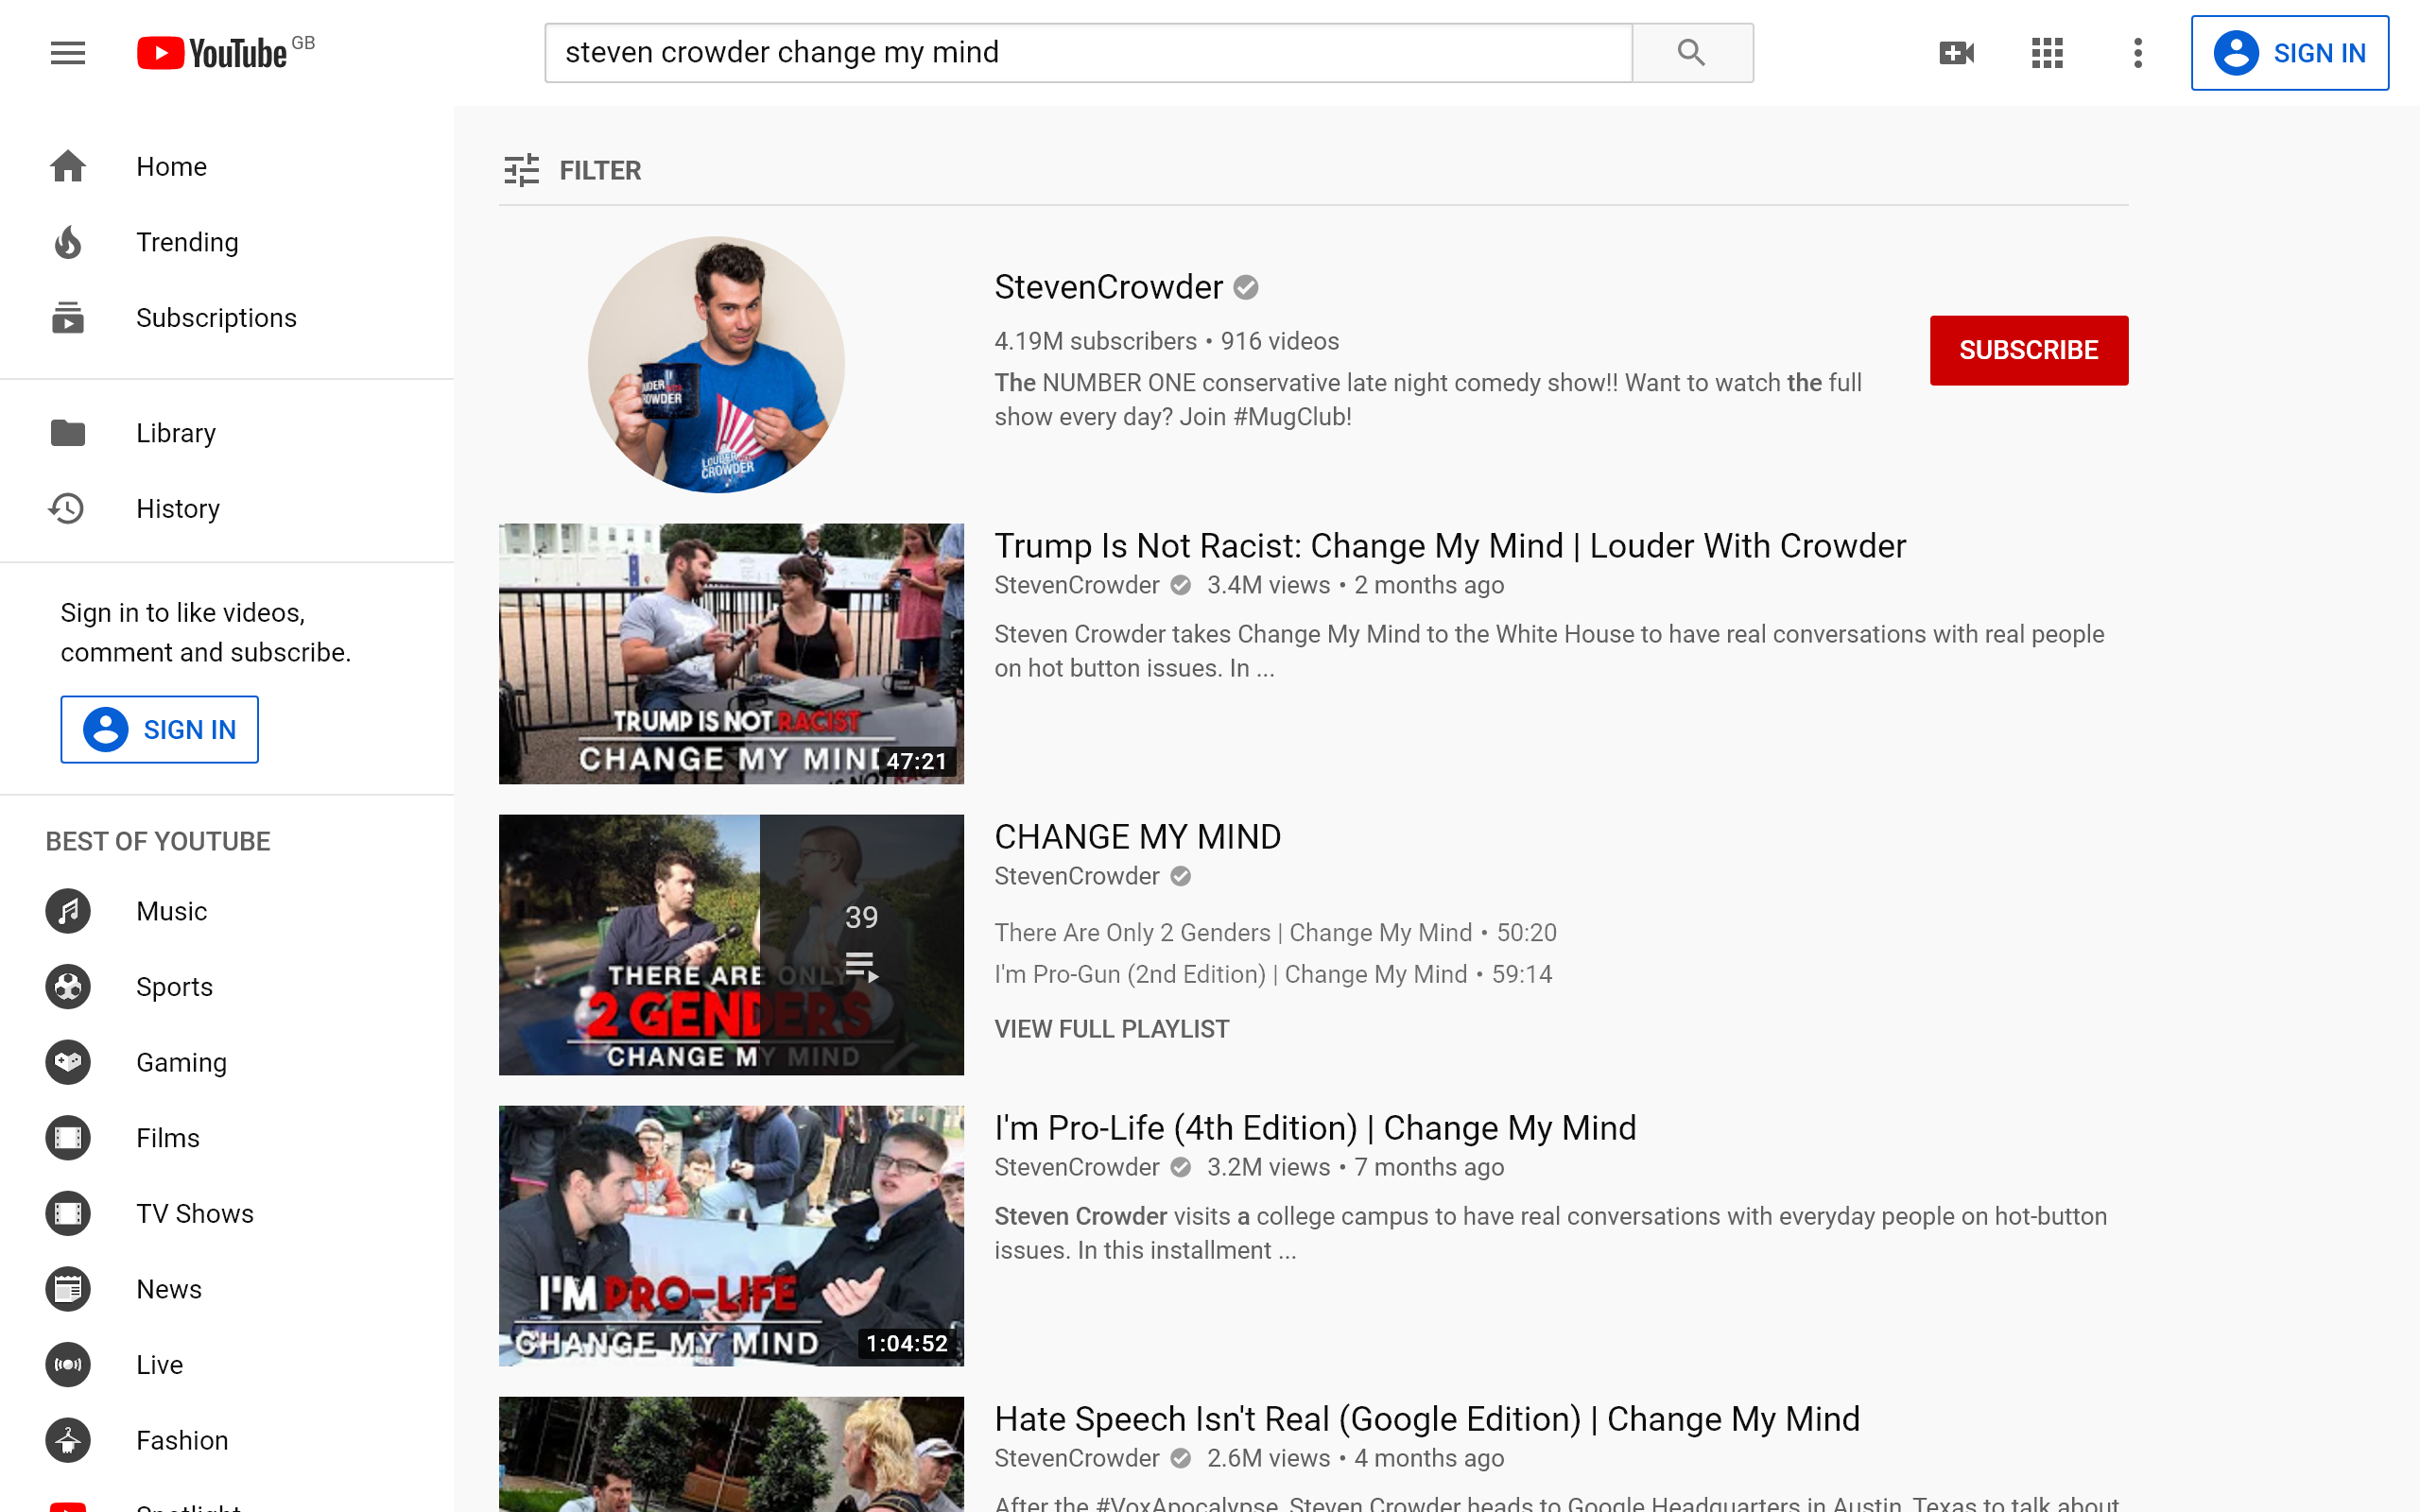 YouTube GB
steven crowder change my mind
SIGN IN
Home
Trending
Subscriptions
Library
History
Sign in to like videos,
comment and subscribe.
SIGN IN
BEST OF YOUTUBE
Music
Sports
Gaming
Films
TV Shows
News
Live
Fashion
FILTER
LOUDER
CROWDER
StevenCrowder
4.19M subscribers • 916 videos
The NUMBER ONE conservative late night comedy show!! Want to watch the full
show every day? Join #MugClub!
SUBSCRIBE
TRUMP IS NOT RACIST
CHANGE MY MIND
47:21
Trump Is Not Racist: Change My Mind | Louder With Crowder
StevenCrowder 3.4M views • 2 months ago
Steven Crowder takes Change My Mind to the White House to have real conversations with real people
on hot button issues. In ...
THERE ARE ONLY
2 GENDERS
CHANGE MY MIND
39
CHANGE MY MIND
StevenCrowder
There Are Only 2 Genders | Change My Mind • 50:20
I'm Pro-Gun (2nd Edition) | Change My Mind • 59:14
VIEW FULL PLAYLIST
I'M PRO-LIFE
CHANGE MY MIND
1:04:52
I'm Pro-Life (4th Edition) | Change My Mind
StevenCrowder 3.2M views • 7 months ago
Steven Crowder visits a college campus to have real conversations with everyday people on hot-button
issues. In this installment ...
Hate Speech Isn't Real (Google Edition) | Change My Mind
StevenCrowder 2.6M views • 4 months ago
After the #VoxApocalypse, Steven Crowder heads to Google Headquarters in Austin, Texas to talk about